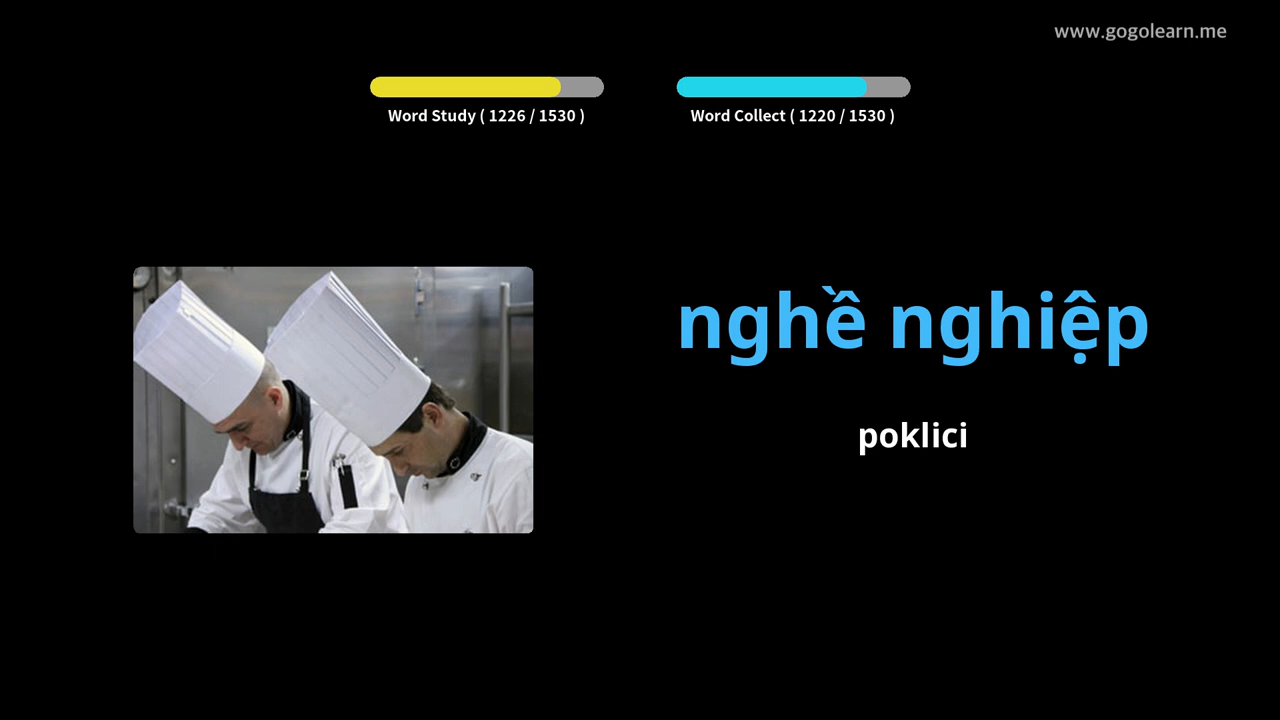 www.gogolearn.me
Word Study ( 1226 / 1530 )
Word Collect ( 1220 / 1530 )
nghề nghiệp
poklici